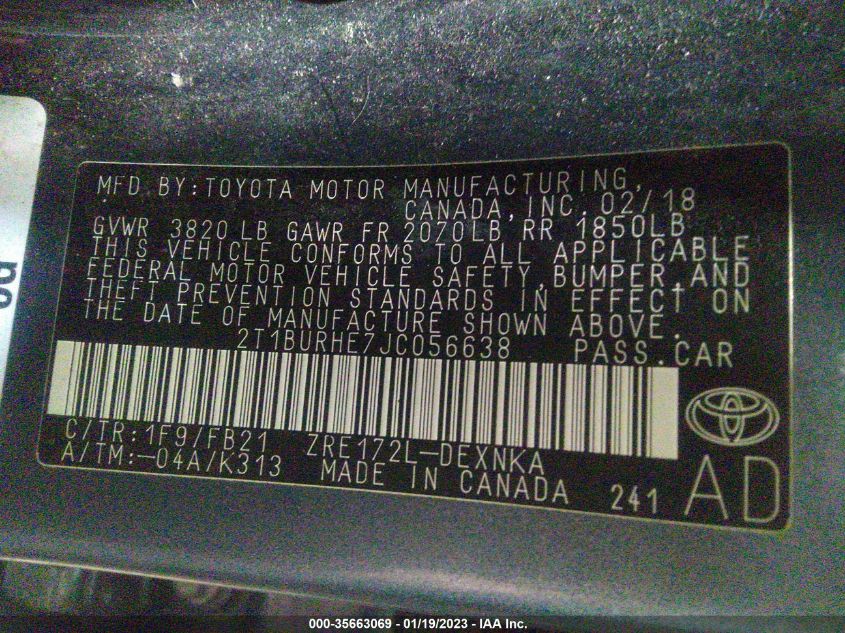 MFD. BY: TOYOTA MOTOR MANUFACTURING,
CANADA, INC. 02/18
GVWR 3820 LB GAWR FR 2070LB RR 1850LB
THIS VEHICLE CONFORMS TO ALL APPLICABLE
FEDERAL MOTOR VEHICLE SAFETY, BUMPER, AND
THEFT PREVENTION STANDARDS IN EFFECT ON
THE DATE OF MANUFACTURE SHOWN ABOVE.
2T1BURHE7JC056638 PASS. CAR
C/TR: 1F9/FB21 ZRE172L-DEXNKA
A/TM: -04A/K313 MADE IN CANADA 241 AD
000-35663069 - 01/19/2023 - IAA Inc.